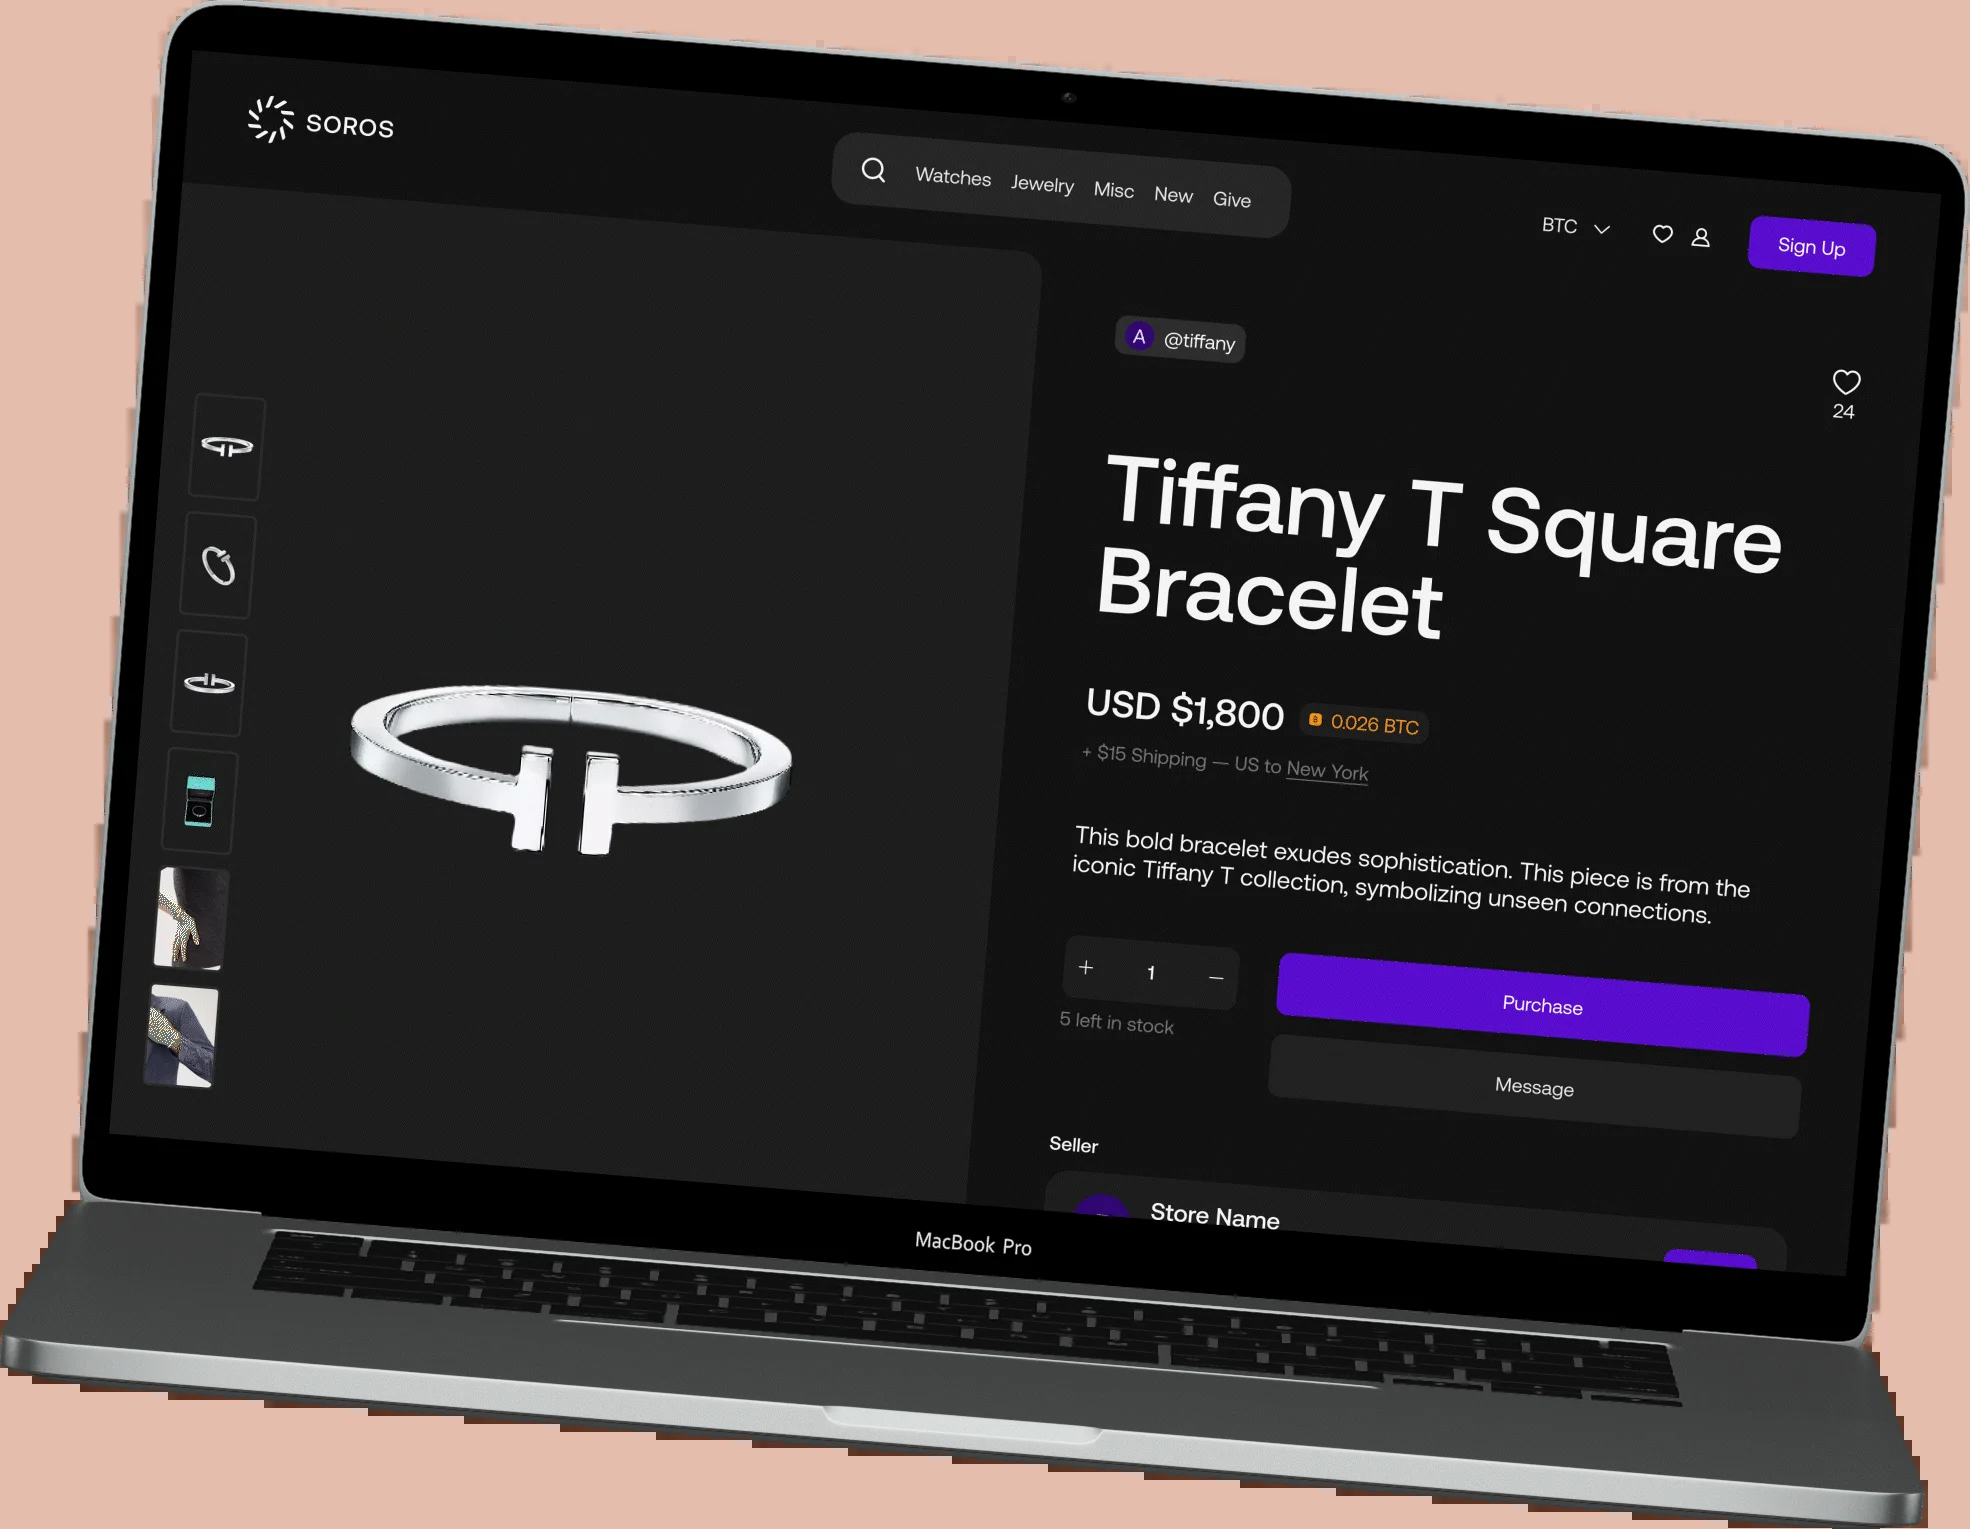 SOROS
Watches Jewelry Misc New Give
BTC
Sign Up
A @tiffany
24
Tiffany T Square
Bracelet
USD $1,800 0.026 BTC
+ $15 Shipping — US to New York
This bold bracelet exudes sophistication. This piece is from the
iconic Tiffany T collection, symbolizing unseen connections.
+ 1 −
5 left in stock
Purchase
Message
Seller
Store Name
MacBook Pro